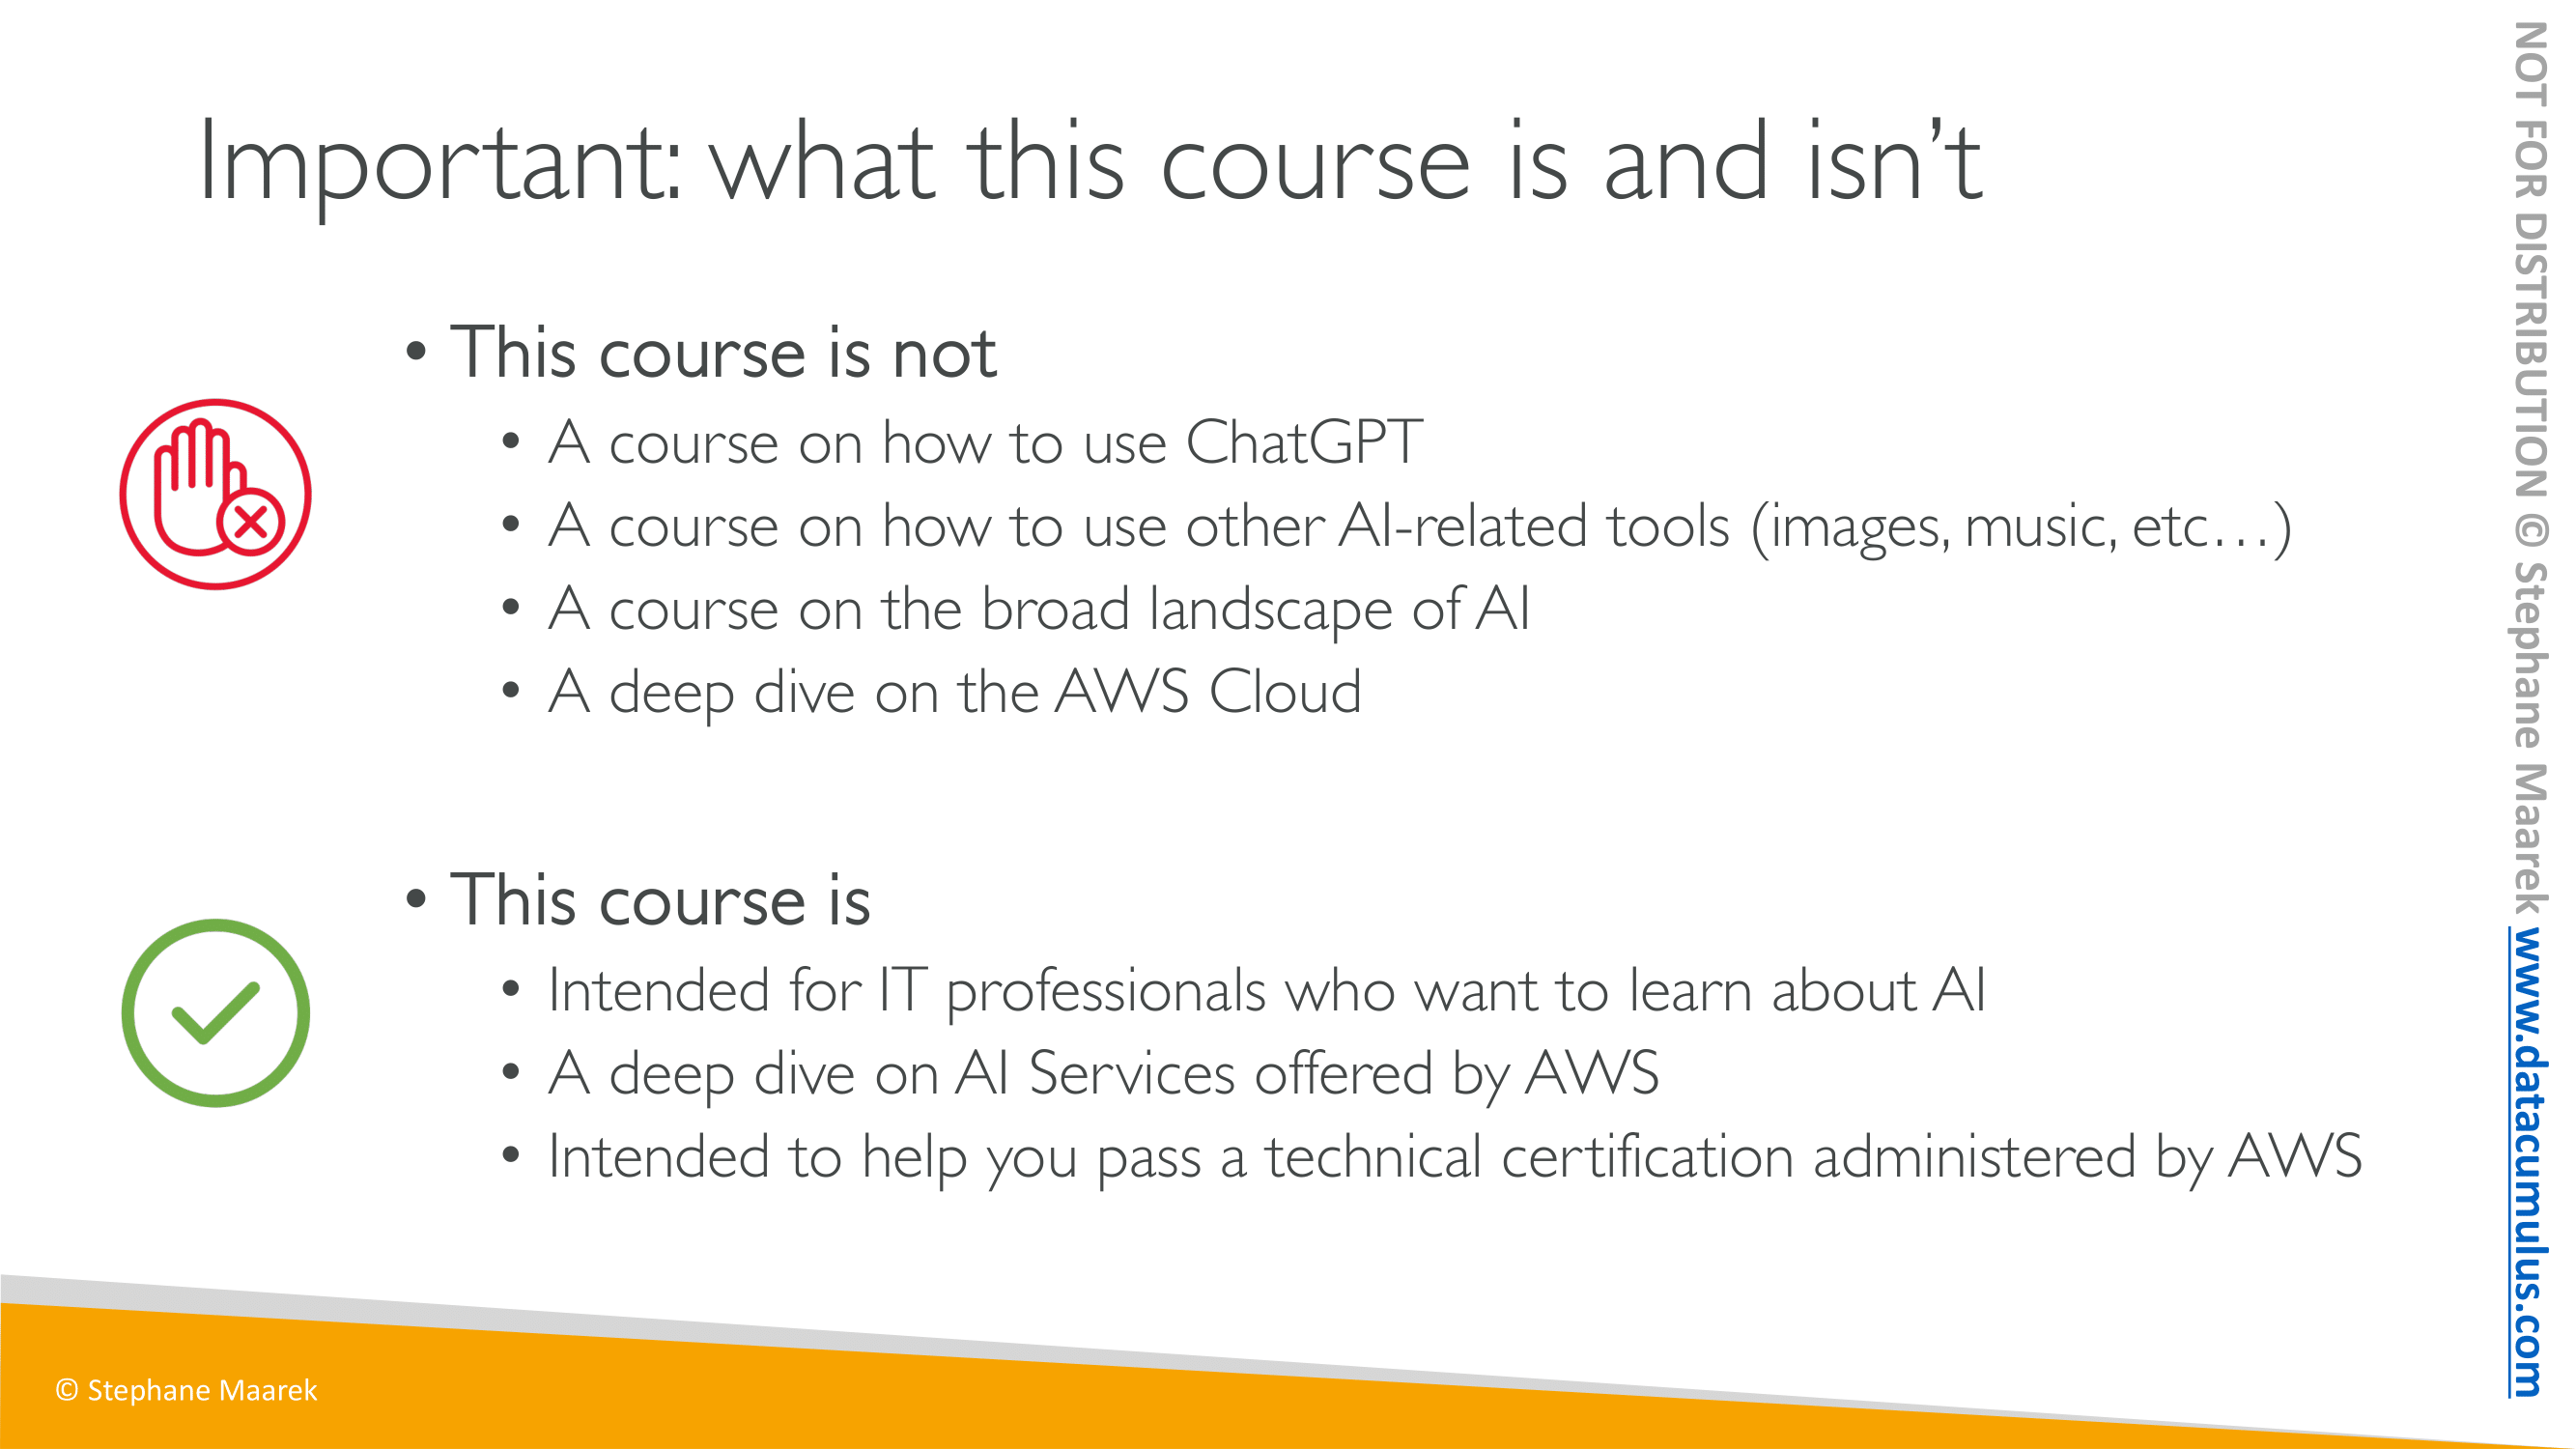 Important: what this course is and isn’t
• This course is not
• A course on how to use ChatGPT
• A course on how to use other AI-related tools (images, music, etc…)
• A course on the broad landscape of AI
• A deep dive on the AWS Cloud
• This course is
• Intended for IT professionals who want to learn about AI
• A deep dive on AI Services offered by AWS
• Intended to help you pass a technical certification administered by AWS
© Stephane Maarek
NOT FOR DISTRIBUTION © Stephane Maarek www.datacumulus.com